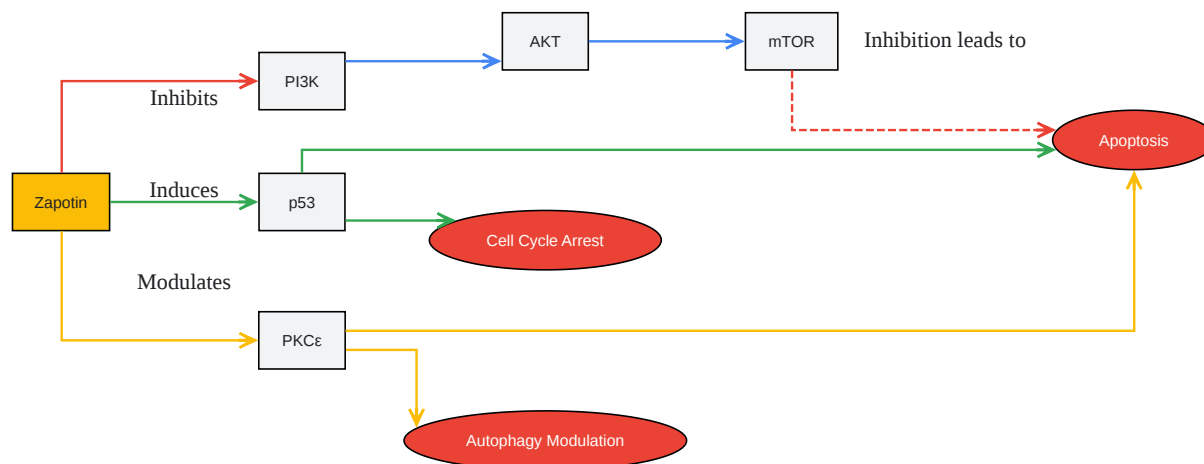 AKT
mTOR
Inhibition leads to
PI3K
Inhibits
Apoptosis
Induces
Zapotin
p53
Cell Cycle Arrest
Modulates
PKCε
Autophagy Modulation